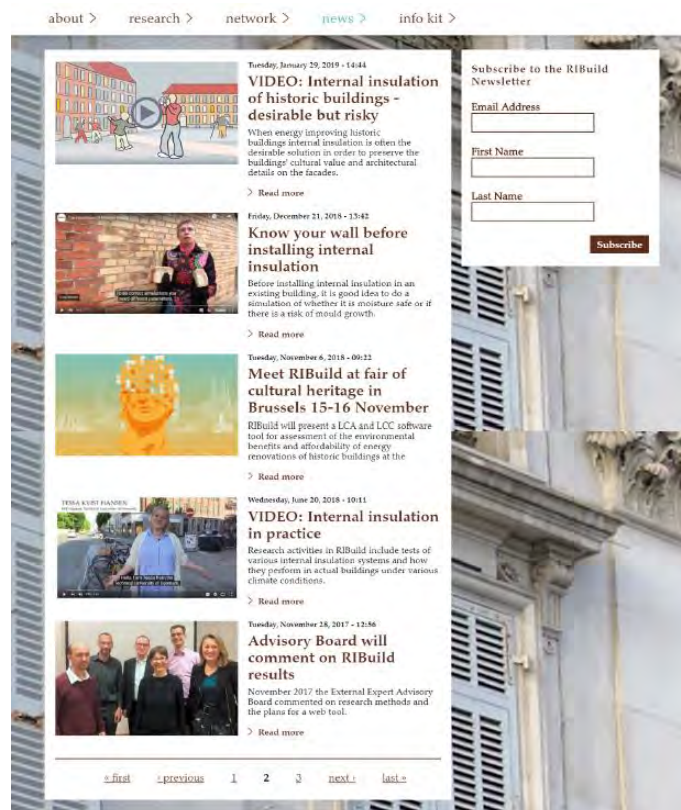 about >
research >
network >
news >
info kit >
Tuesday, January 29, 2019 - 14:44
VIDEO: Internal insulation
of historic buildings -
desirable but risky
When energy improving historic
buildings internal insulation is often the
desirable solution in order to preserve the
buildings' cultural value and architectural
details on the facades.
> Read more
Friday, December 21, 2018 - 13:42
Know your wall before
installing internal
insulation
Before installing internal insulation in an
existing building, it is good idea to do a
simulation of whether it is moisture safe or if
there is a risk of mould growth.
> Read more
Tuesday, November 6, 2018 - 09:22
Meet RIBuild at fair of
cultural heritage in
Brussels 15-16 November
RIBuild will present a LCA and LCC software
tool for assessment of the environmental
benefits and affordability of energy
renovations of historic buildings at the
> Read more
TESSA KVIST HANSEN
Wednesday, June 20, 2018 - 10:11
VIDEO: Internal insulation
in practice
Research activities in RIBuild include tests of
various internal insulation systems and how
they perform in actual buildings under various
climate conditions.
> Read more
Tuesday, November 28, 2017 - 12:56
Advisory Board will
comment on RIBuild
results
November 2017 the External Expert Advisory
Board commented on research methods and
the plans for a web tool.
> Read more
« first
‹ previous
1
2
3
next ›
last »
Subscribe to the RIBuild
Newsletter
Email Address
First Name
Last Name
Subscribe